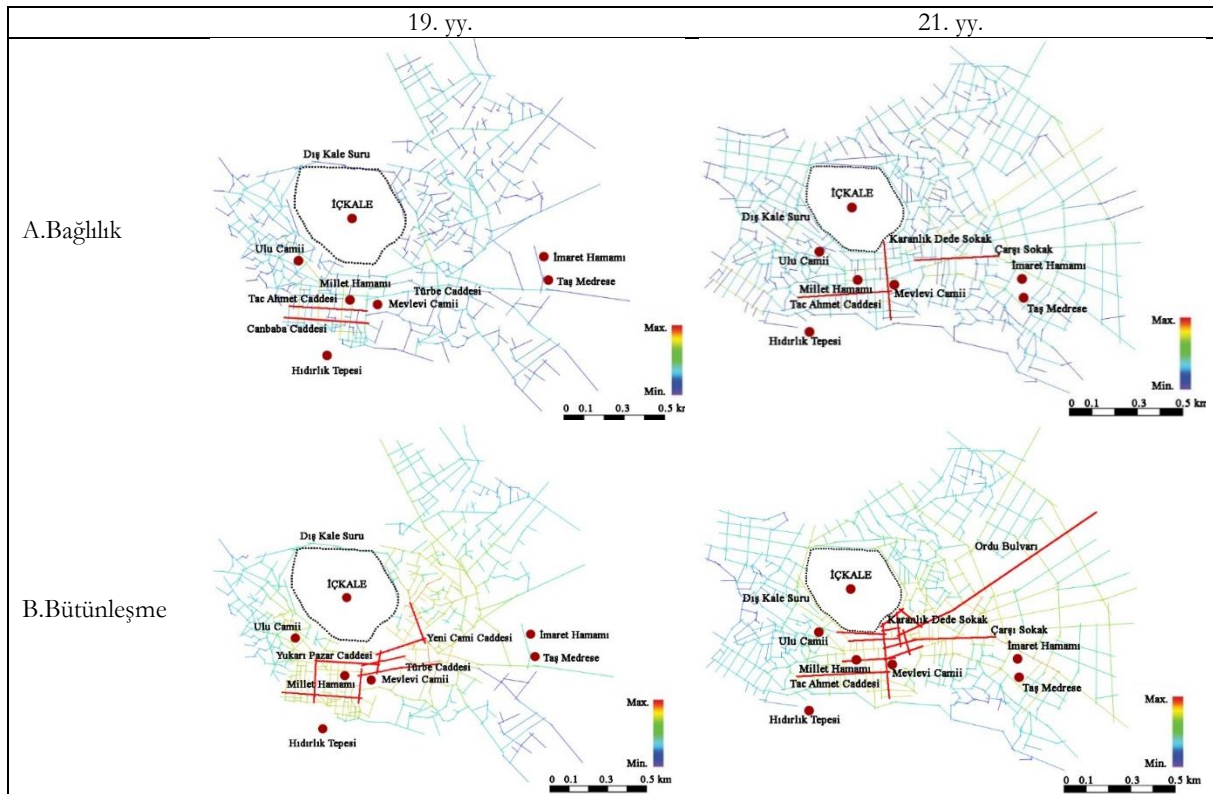 19. yy.
21. yy.
A.Bağlılık
Dış Kale Suru
İÇKALE
Ulu Camii
Millet Hamamı
Tac Ahmet Caddesi
Türbe Caddesi
Mevlevi Camii
Canbaba Caddesi
Hıdırlık Tepesi
İmaret Hamamı
Taş Medrese
Max.
Min.
0 0.1 0.3 0.5 km
İÇKALE
Dış Kale Suru
Karanlık Dede Sokak
Ulu Camii
Çarşı Sokak
İmaret Hamamı
Millet Hamamı
Mevlevi Camii
Tac Ahmet Caddesi
Taş Medrese
Hıdırlık Tepesi
Max.
Min.
0 0.1 0.3 0.5 km
B.Bütünleşme
Dış Kale Suru
İÇKALE
Ulu Camii
Yeni Cami Caddesi
İmaret Hamamı
Yukarı Pazar Caddesi
Türbe Caddesi
Taş Medrese
Millet Hamamı
Mevlevi Camii
Hıdırlık Tepesi
Max.
Min.
0 0.1 0.3 0.5 km
Ordu Bulvarı
İÇKALE
Dış Kale Suru
Karanlık Dede Sokak
Ulu Camii
Çarşı Sokak
İmaret Hamamı
Millet Hamamı
Mevlevi Camii
Tac Ahmet Caddesi
Taş Medrese
Hıdırlık Tepesi
Max.
Min.
0 0.1 0.3 0.5 km